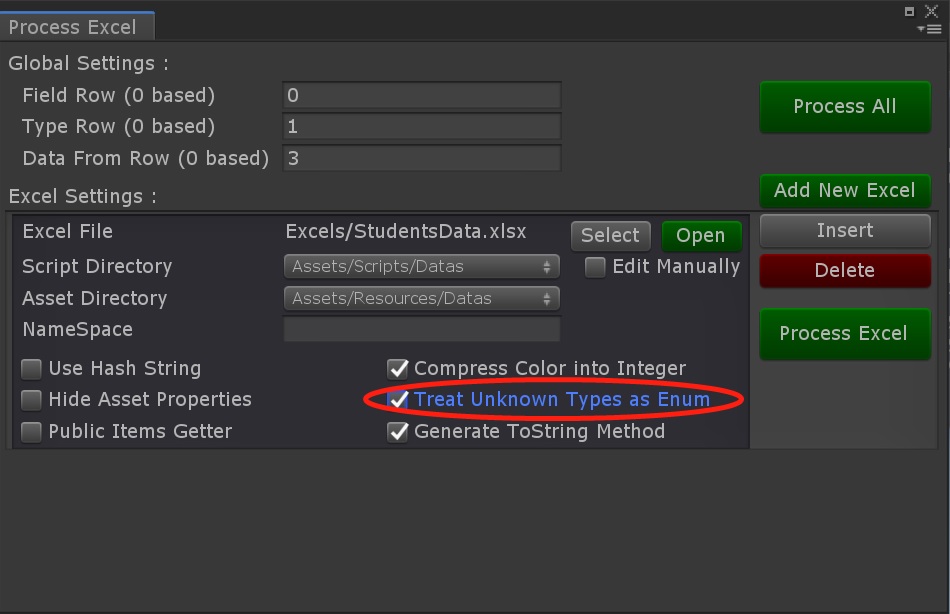 Process Excel
Global Settings :
Field Row (0 based) 0
Type Row (0 based) 1
Data From Row (0 based) 3
Process All
Excel Settings :
Add New Excel
Excel File Excels/StudentsData.xlsx Select Open
Insert
Script Directory Assets/Scripts/Datas Edit Manually
Delete
Asset Directory Assets/Resources/Datas
NameSpace
Process Excel
Use Hash String Compress Color into Integer
Hide Asset Properties Treat Unknown Types as Enum
Public Items Getter Generate ToString Method